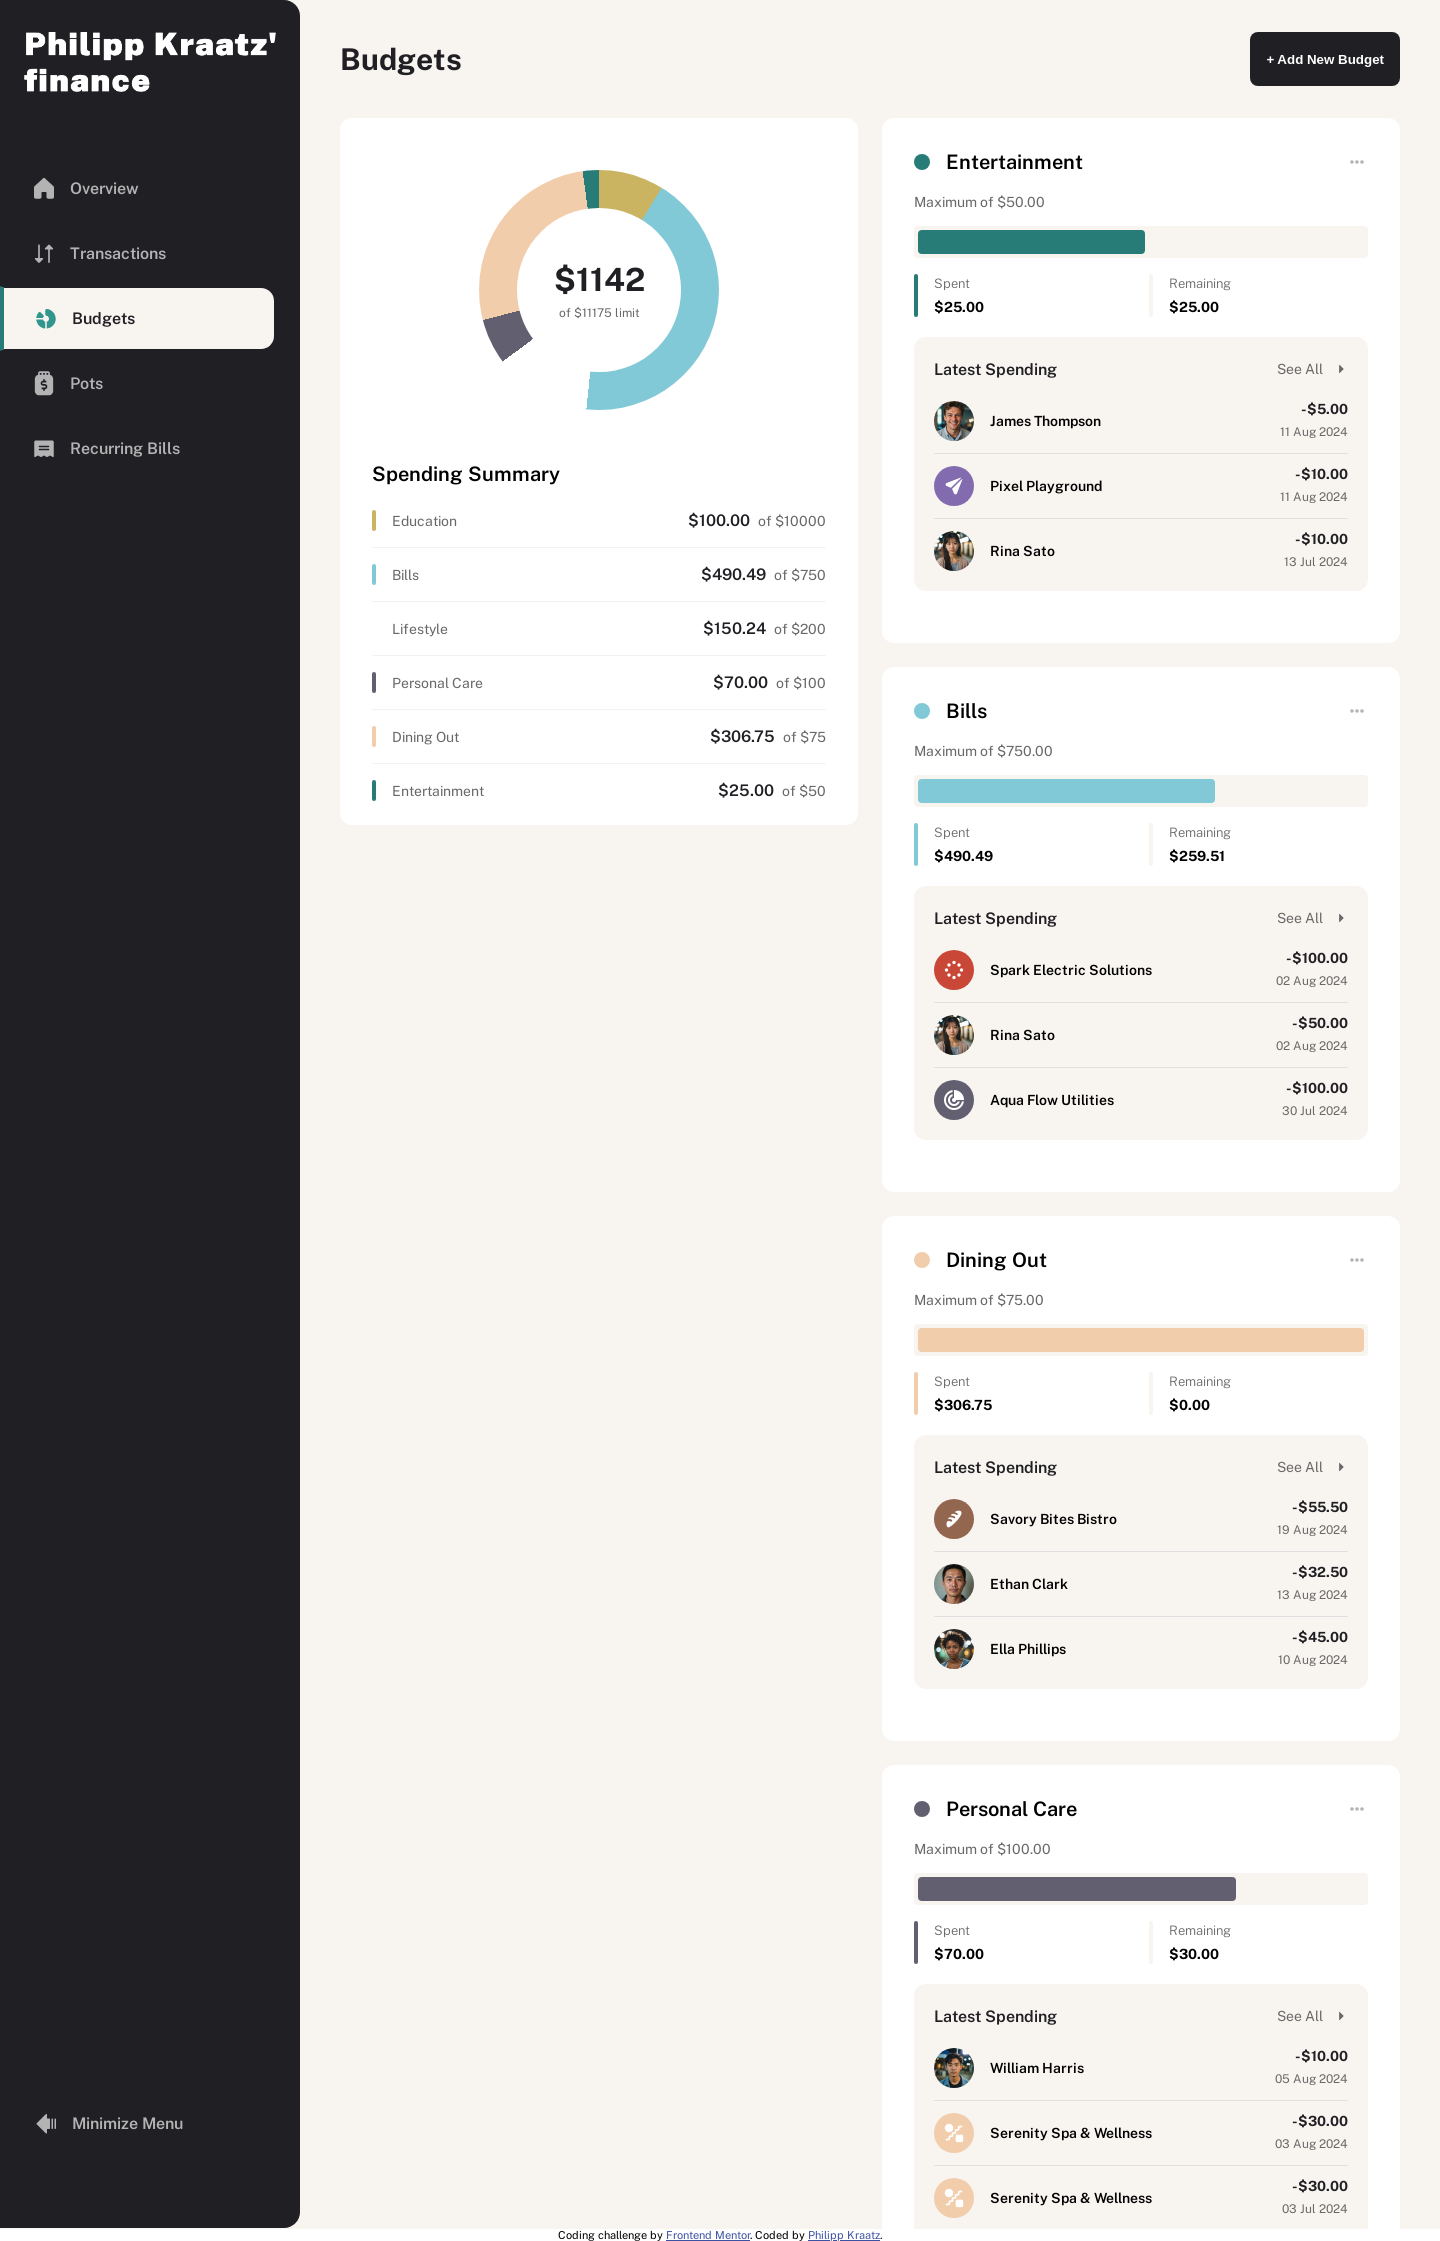 Philipp Kraatz'
finance
Overview
Transactions
Budgets
Pots
Recurring Bills
Minimize Menu
Budgets
+ Add New Budget
$1142
of $11175 limit
Spending Summary
Education $100.00 of $10000
Bills $490.49 of $750
Lifestyle $150.24 of $200
Personal Care $70.00 of $100
Dining Out $306.75 of $75
Entertainment $25.00 of $50
Entertainment
Maximum of $50.00
Spent Remaining
$25.00 $25.00
Latest Spending See All
James Thompson -$5.00
11 Aug 2024
Pixel Playground -$10.00
11 Aug 2024
Rina Sato -$10.00
13 Jul 2024
Bills
Maximum of $750.00
Spent Remaining
$490.49 $259.51
Latest Spending See All
Spark Electric Solutions -$100.00
02 Aug 2024
Rina Sato -$50.00
02 Aug 2024
Aqua Flow Utilities -$100.00
30 Jul 2024
Dining Out
Maximum of $75.00
Spent Remaining
$306.75 $0.00
Latest Spending See All
Savory Bites Bistro -$55.50
19 Aug 2024
Ethan Clark -$32.50
13 Aug 2024
Ella Phillips -$45.00
10 Aug 2024
Personal Care
Maximum of $100.00
Spent Remaining
$70.00 $30.00
Latest Spending See All
William Harris -$10.00
05 Aug 2024
Serenity Spa & Wellness -$30.00
03 Aug 2024
Serenity Spa & Wellness -$30.00
03 Jul 2024
Coding challenge by Frontend Mentor. Coded by Philipp Kraatz.